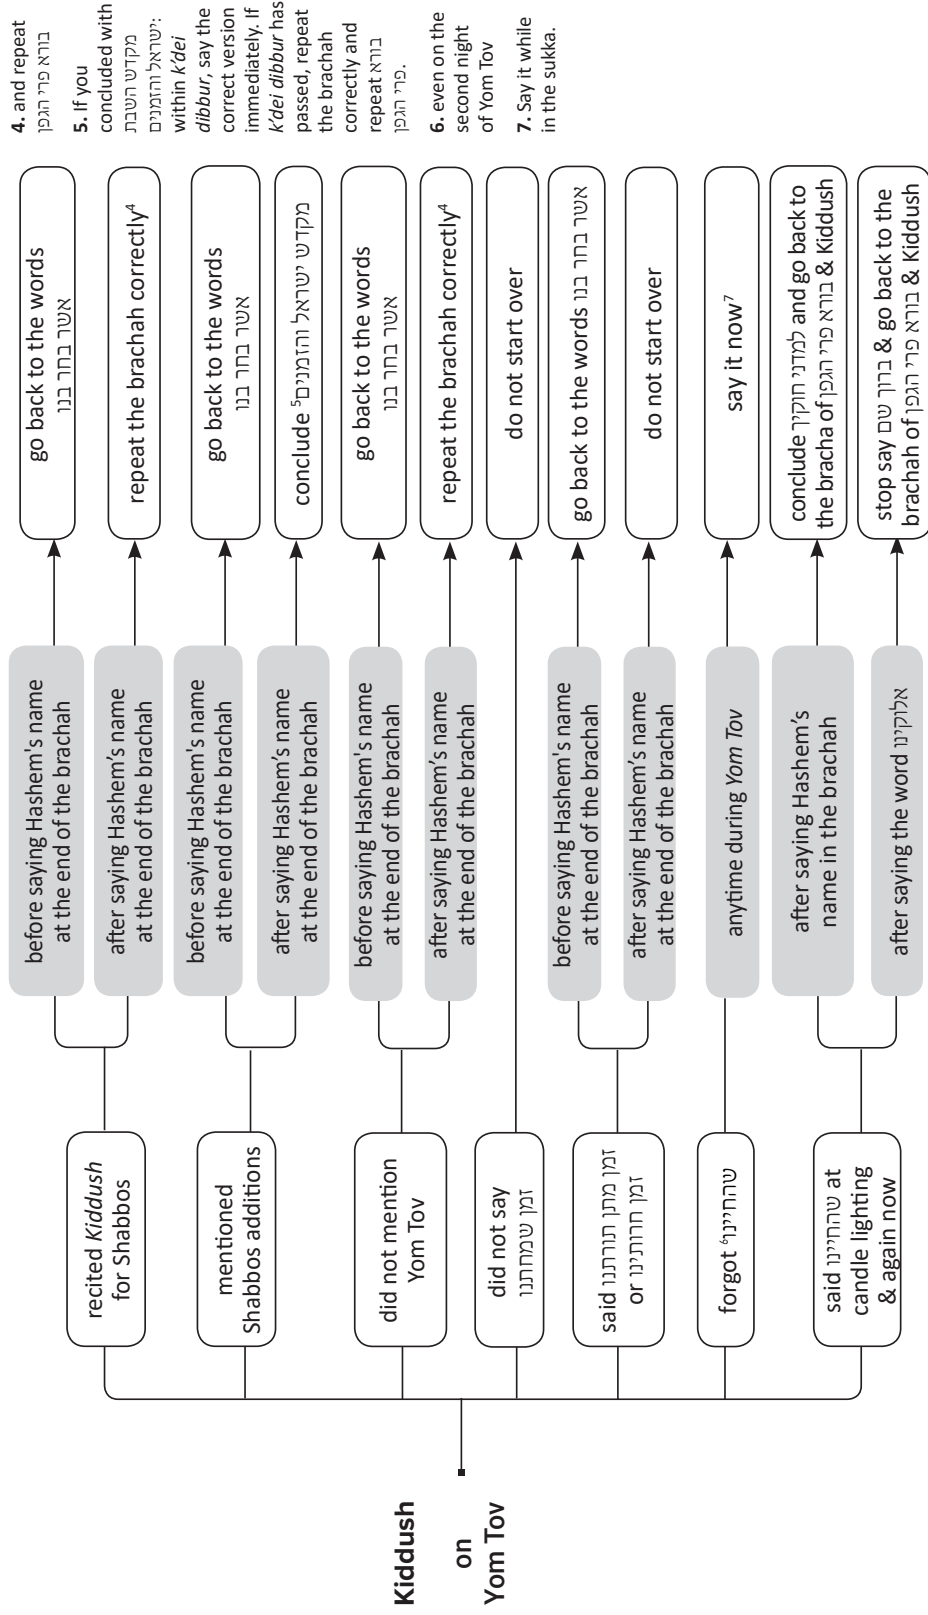 Kiddush
on
Yom Tov
recited Kiddush
for Shabbos
before saying Hashem's name
at the end of the brachah
go back to the words
אשר בחר בנו
after saying Hashem's name
at the end of the brachah
repeat the brachah correctly⁴
mentioned
Shabbos additions
before saying Hashem's name
at the end of the brachah
go back to the words
אשר בחר בנו
after saying Hashem's name
at the end of the brachah
conclude ⁵מקדש ישראל והזמנים
did not mention
Yom Tov
before saying Hashem's name
at the end of the brachah
go back to the words
אשר בחר בנו
after saying Hashem's name
at the end of the brachah
repeat the brachah correctly⁴
did not say
זמן שמחתנו
do not start over
said זמן מתן תורתנו
or זמן חרותינו
before saying Hashem's name
at the end of the brachah
go back to the words אשר בחר בנו
after saying Hashem's name
at the end of the brachah
do not start over
forgot ⁶שהחיינו
anytime during Yom Tov
say it now⁷
said שהחיינו at
candle lighting
& again now
after saying Hashem's
name in the brachah
conclude למדני חוקיך and go back to
the bracha of בורא פרי הגפן & Kiddush
after saying the word אלוקינו
stop say ברוך שם & go back to the
brachah of בורא פרי הגפן & Kiddush
4. and repeat
בורא פרי הגפן
5. If you
concluded with
מקדש השבת
ישראל והזמנים:
within k'dei
dibbur, say the
correct version
immediately. If
k'dei dibbur has
passed, repeat
the brachah
correctly and
repeat בורא
פרי הגפן.
6. even on the
second night
of Yom Tov
7. Say it while
in the sukka.